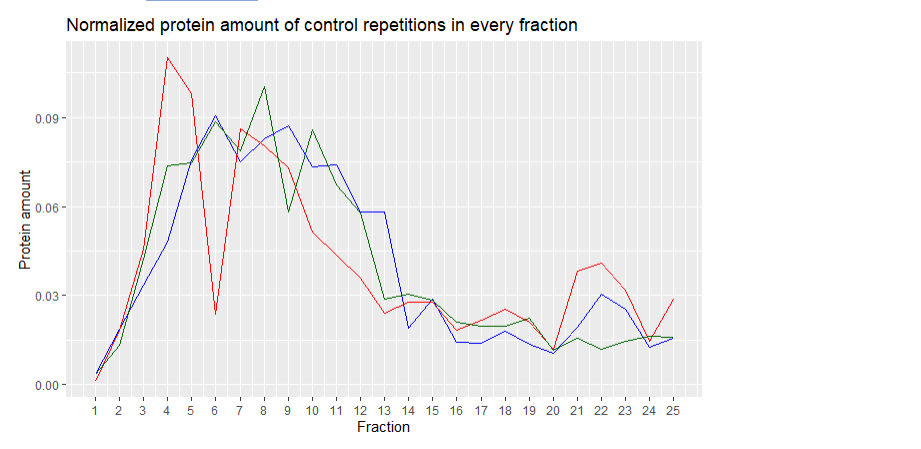 Normalized protein amount of control repetitions in every fraction
Protein amount
0.09
0.06
0.03
0.00
1 2 3 4 5 6 7 8 9 10 11 12 13 14 15 16 17 18 19 20 21 22 23 24 25
Fraction